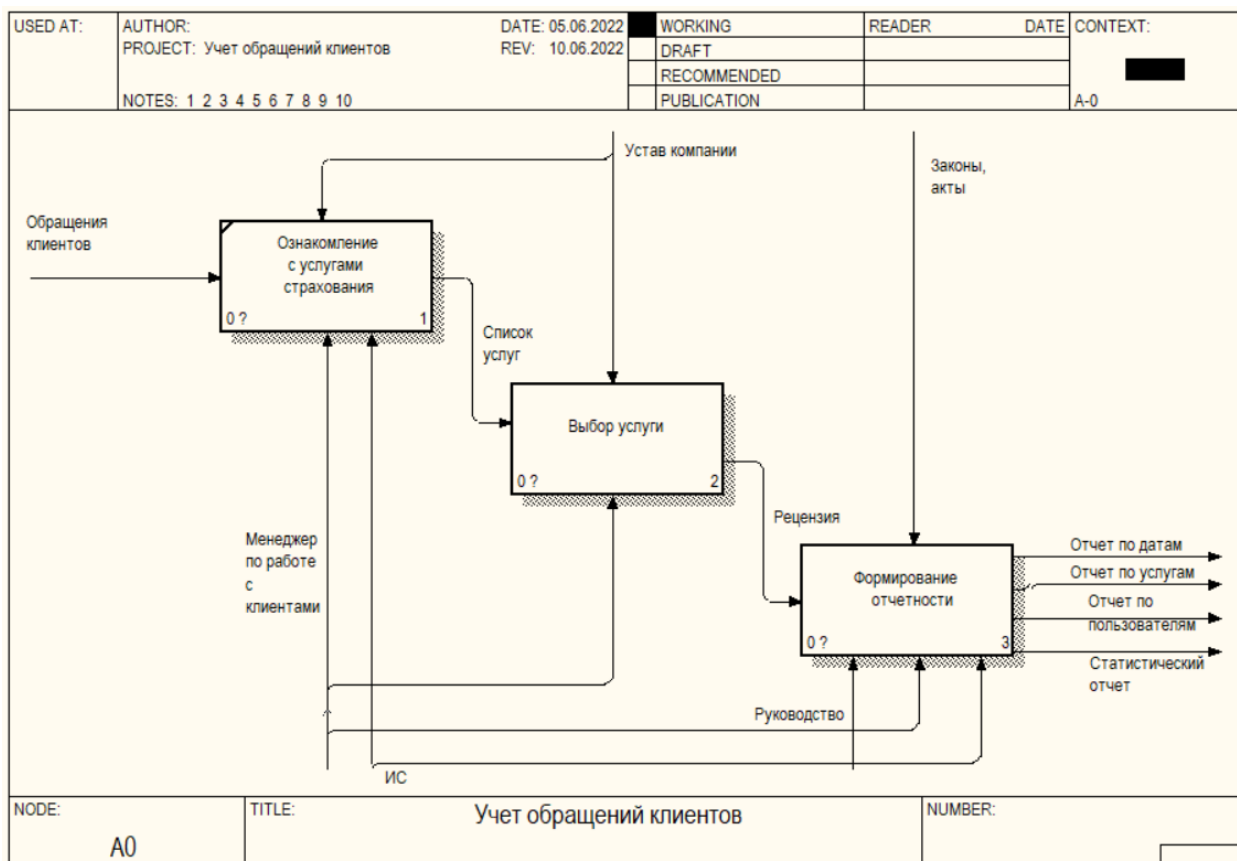 USED AT:
AUTHOR:
DATE: 05.06.2022
WORKING
READER
DATE
CONTEXT:
PROJECT: Учет обращений клиентов
REV: 10.06.2022
DRAFT
RECOMMENDED
NOTES: 1 2 3 4 5 6 7 8 9 10
PUBLICATION
A-0
Устав компании
Законы,
акты
Обращения
клиентов
Ознакомление
с услугами
страхования
0 ?
1
Список
услуг
Выбор услуги
0 ?
2
Рецензия
Менеджер
по работе
с
клиентами
Формирование
отчетности
0 ?
3
Отчет по датам
Отчет по услугам
Отчет по
пользователям
Статистический
отчет
Руководство
ИС
NODE:
A0
TITLE:
Учет обращений клиентов
NUMBER: